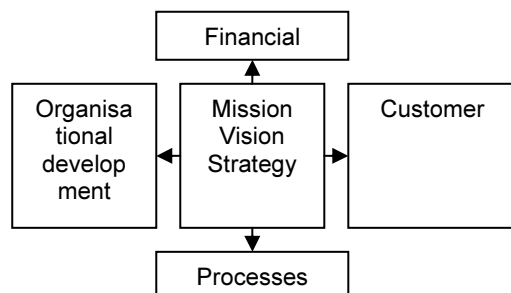 Financial
Organisa
tional
develop
ment
Mission
Vision
Strategy
Customer
Processes